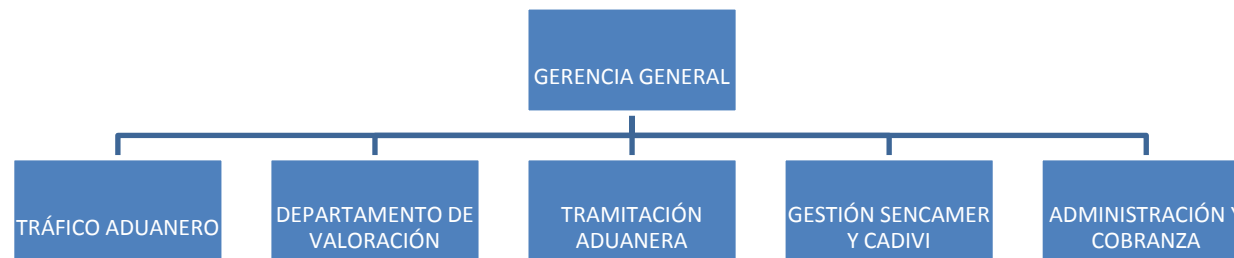 GERENCIA GENERAL
TRÁFICO ADUANERO
DEPARTAMENTO DE
VALORACIÓN
TRAMITACIÓN
ADUANERA
GESTIÓN SENCAMER
Y CADIVI
ADMINISTRACIÓN Y
COBRANZA